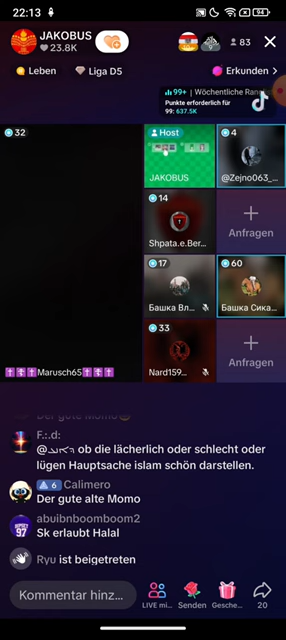 22:13
94
JAKOBUS
23.8K
83
Leben
Liga D5
Erkunden >
99+ | Wöchentliche Rang
Punkte erforderlich für
99: 637.5K
TikTok
32
Host
4
JAKOBUS
@Zejno063_...
14
Shpata.e.Ber...
Anfragen
17
60
Башка Вл...
Башка Сика...
33
✝️✝️✝️Marusch65✝️✝️✝️
Nard159...
Anfragen
F.:.d:
ob die lächerlich oder schlecht oder
lügen Hauptsache islam schön darstellen.
6 Calimero
Der gute alte Momo
abuibnboomboom2
Sk erlaubt Halal
Ryu ist beigetreten
Kommentar hinz...
LIVE mi...
Senden
Gesche...
20